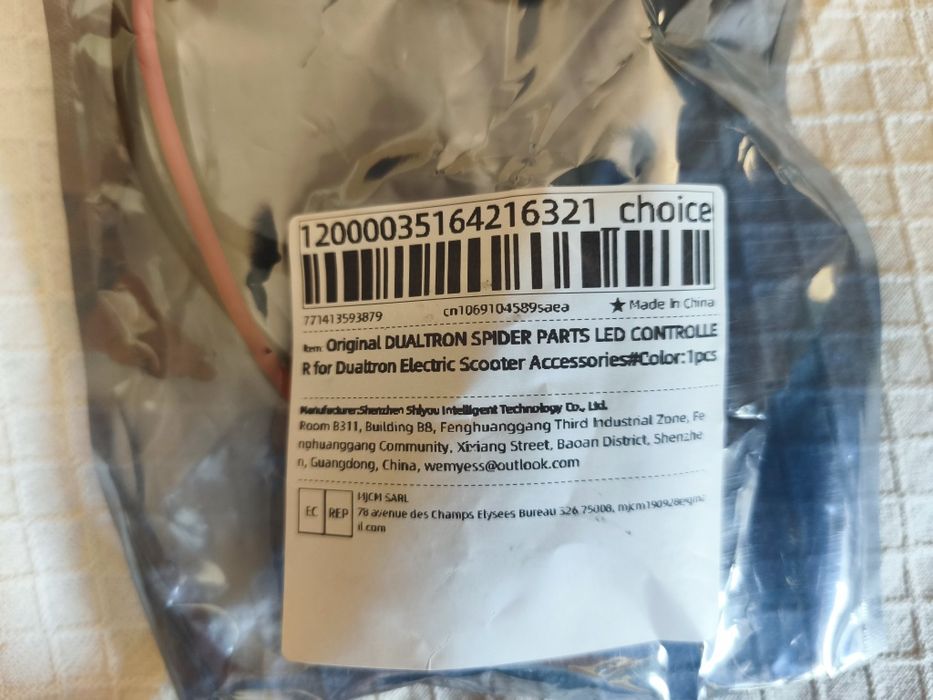 12000035164216321_choice
771413593879 cn1069104589saea ★ Made In China
Item: Original DUALTRON SPIDER PARTS LED CONTROLLE
R for Dualtron Electric Scooter Accessories#Color:1pcs
Manufacturer:Shenzhen Shiyou Intelligent Technology Co., Ltd.
Room B311, Building B8, Fenghuanggang Third Industrial Zone, Fe
nghuanggang Community, Xixiang Street, Baoan District, Shenzhe
n, Guangdong, China, wemyess@outlook.com
EC REP
MJCM SARL
78 avenue des Champs Elysees Bureau 326 75008,
il.com